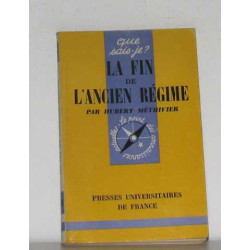 que
sais-je?
LA FIN
DE
L'ANCIEN RÉGIME
PAR HUBERT MÉTHIVIER
PRESSES UNIVERSITAIRES
DE FRANCE